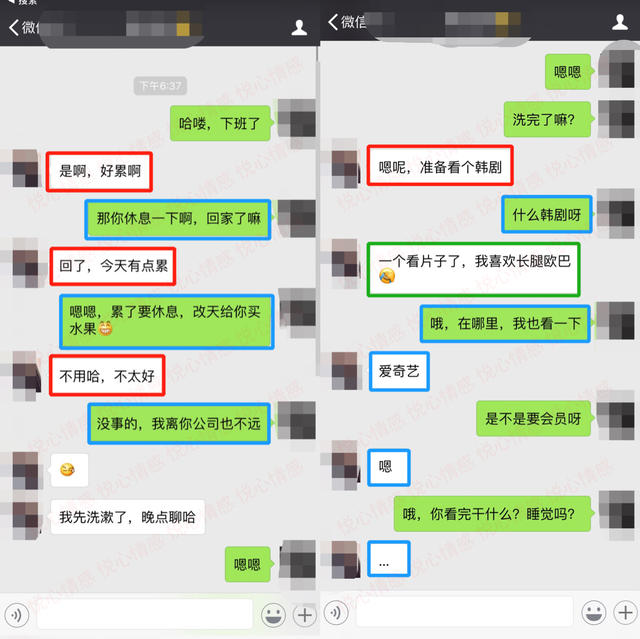 搜索
微信
下午6:37
哈喽，下班了
是啊，好累啊
那你休息一下啊，回家了嘛
回了，今天有点累
嗯嗯，累了要休息，改天给你买
水果😁
不用哈，不太好
没事的，我离你公司也不远
😅
我先洗漱了，晚点聊哈
嗯嗯
微信
嗯嗯
洗完了嘛？
嗯呢，准备看个韩剧
什么韩剧呀
一个看片子了，我喜欢长腿欧巴
🤣
哦，在哪里，我也看一下
爱奇艺
是不是要会员呀
嗯
哦，你看完干什么？睡觉吗？
...
悦心情感